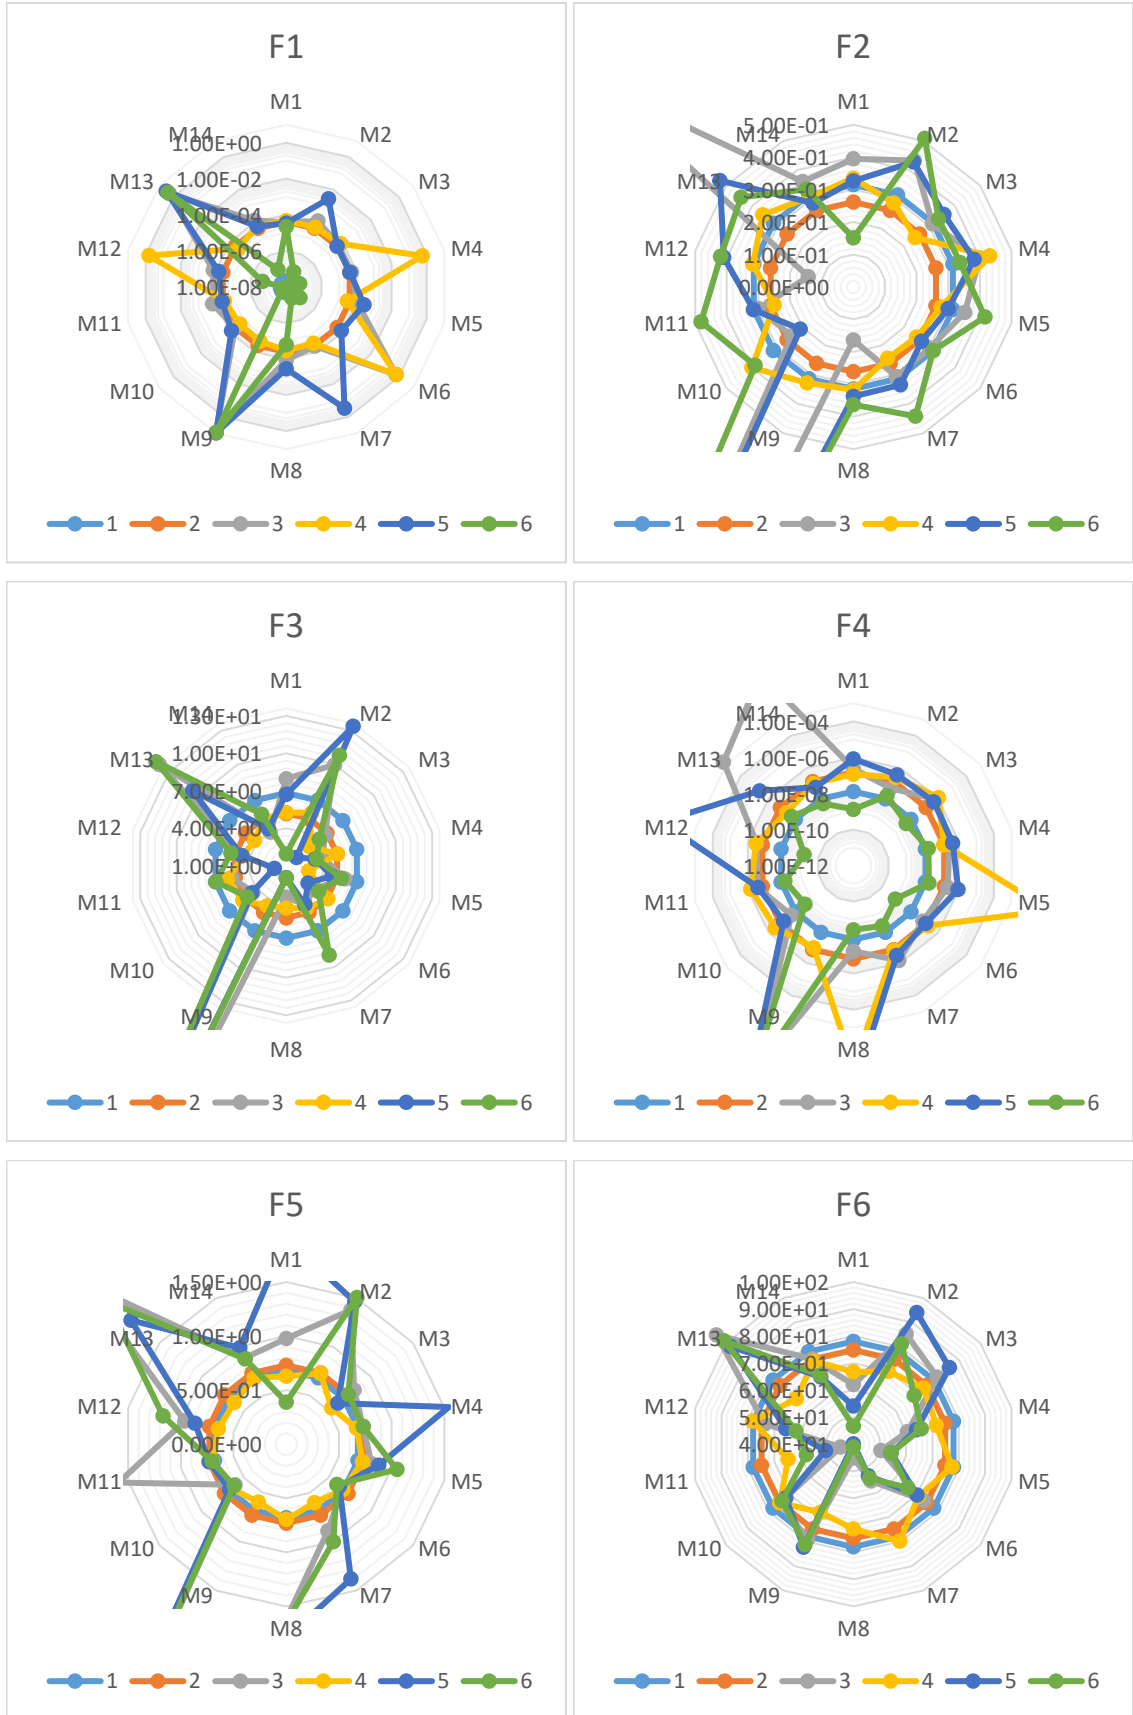 F1
M1
M2
M3
M4
M5
M6
M7
M8
M9
M10
M11
M12
M13
M14
1.00E+00
1.00E-02
1.00E-04
1.00E-06
1.00E-08
1 2 3 4 5 6
F2
M1
M2
M3
M4
M5
M6
M7
M8
M9
M10
M11
M12
M13
M14
5.00E-01
4.00E-01
3.00E-01
2.00E-01
1.00E-01
0.00E+00
1 2 3 4 5 6
F3
M1
M2
M3
M4
M5
M6
M7
M8
M9
M10
M11
M12
M13
M14
1.30E+01
1.00E+01
7.00E+00
4.00E+00
1.00E+00
1 2 3 4 5 6
F4
M1
M2
M3
M4
M5
M6
M7
M8
M9
M10
M11
M12
M13
M14
1.00E-04
1.00E-06
1.00E-08
1.00E-10
1.00E-12
1 2 3 4 5 6
F5
M1
M2
M3
M4
M5
M6
M7
M8
M9
M10
M11
M12
M13
M14
1.50E+00
1.00E+00
5.00E-01
0.00E+00
1 2 3 4 5 6
F6
M1
M2
M3
M4
M5
M6
M7
M8
M9
M10
M11
M12
M13
M14
1.00E+02
9.00E+01
8.00E+01
7.00E+01
6.00E+01
5.00E+01
4.00E+01
1 2 3 4 5 6